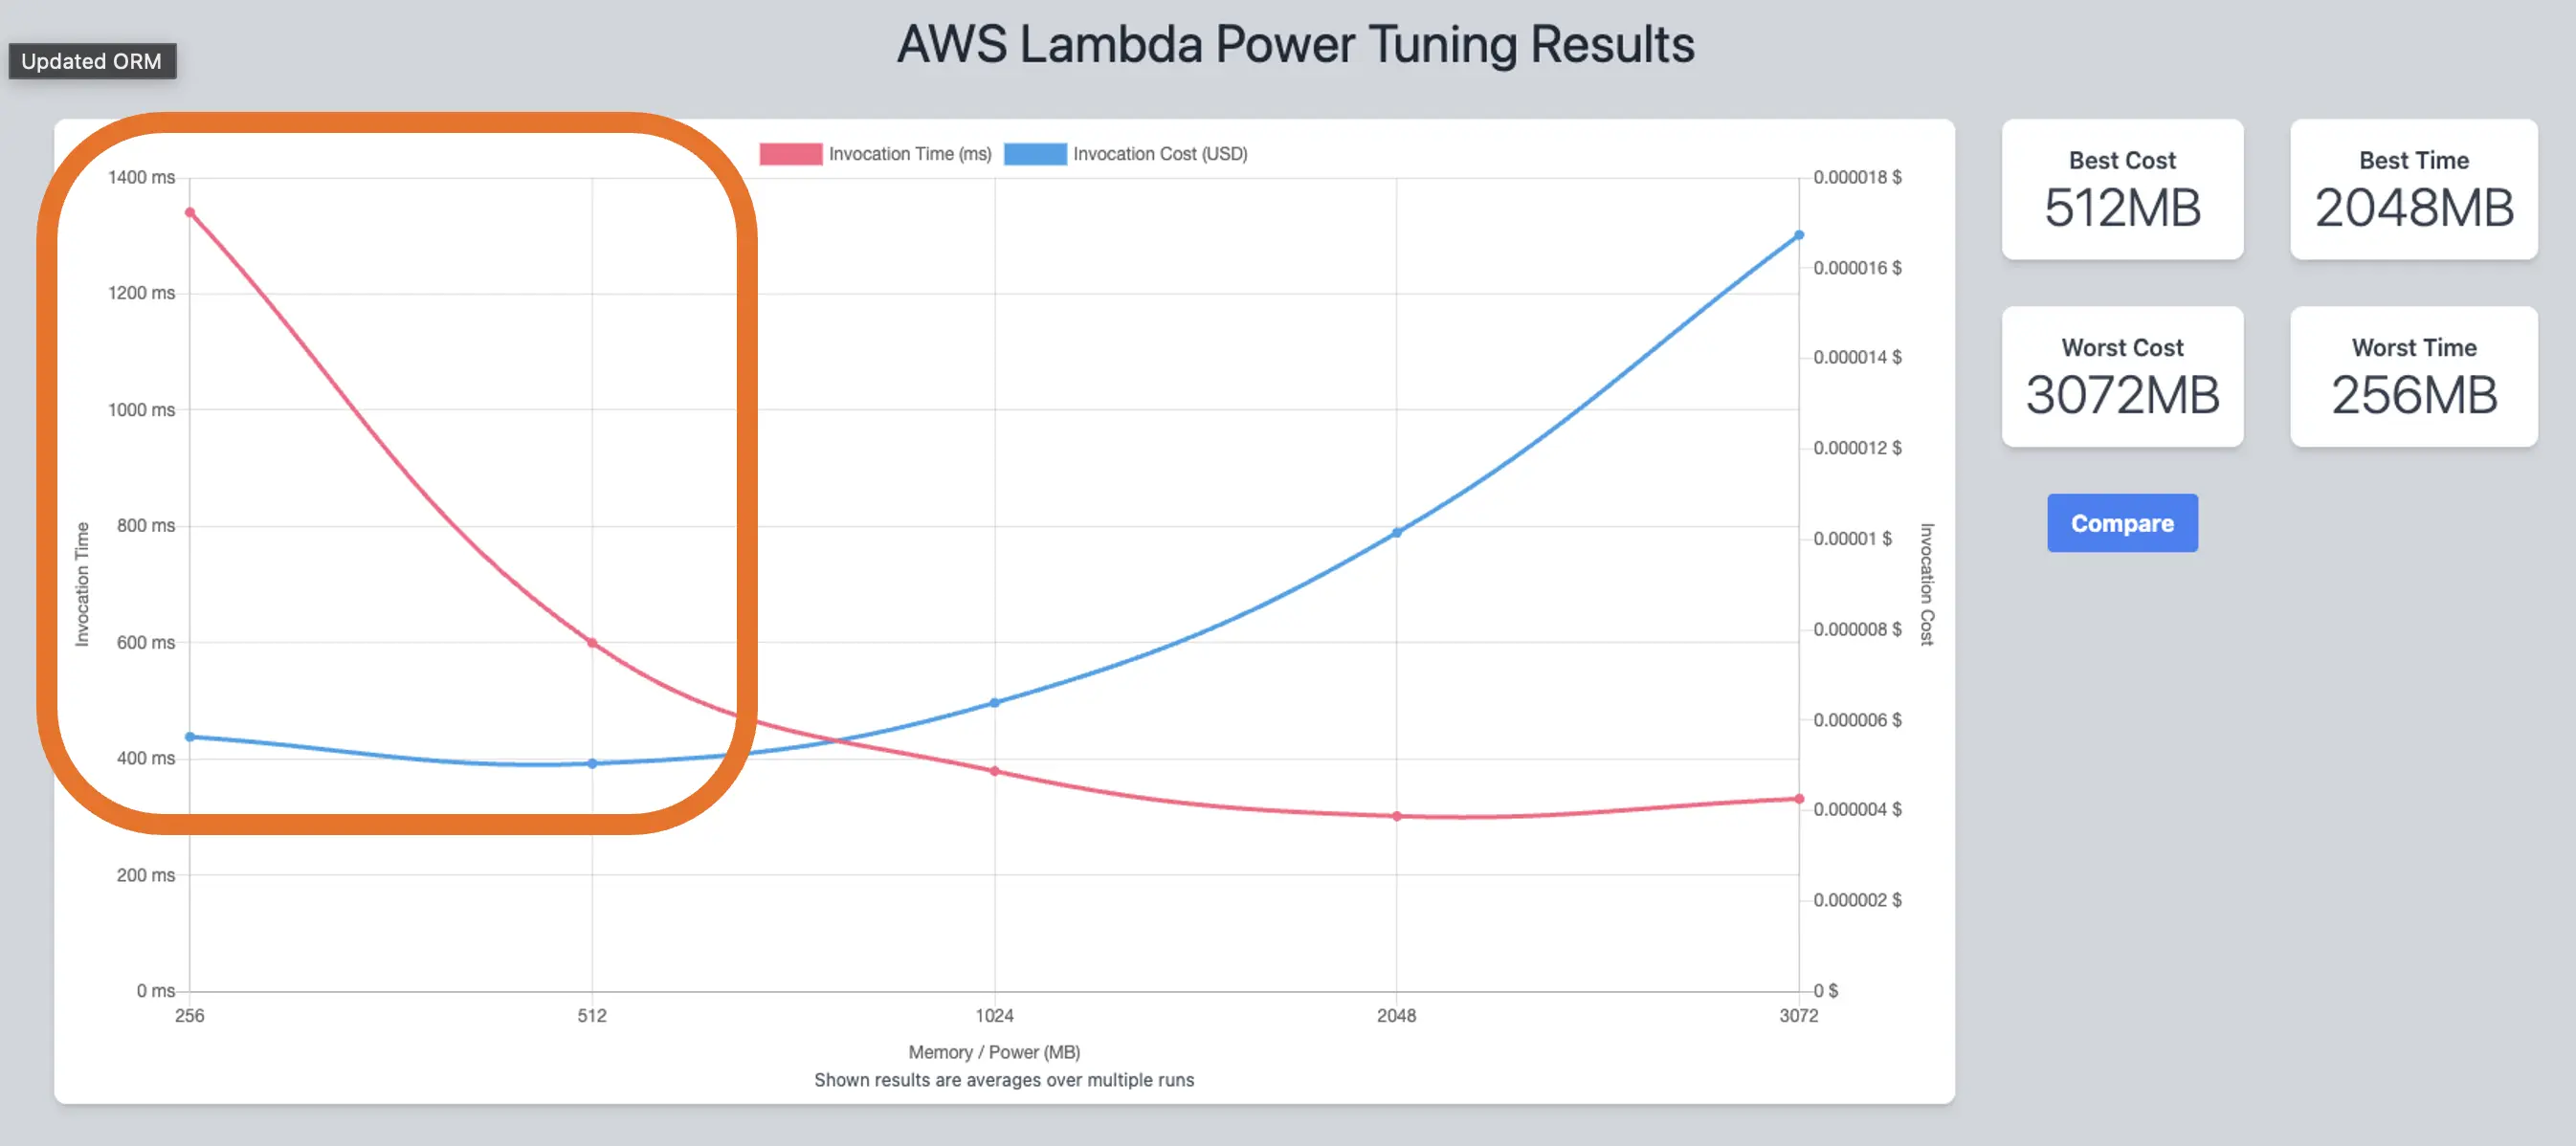 AWS Lambda Power Tuning Results
Updated ORM
Invocation Time (ms)
Invocation Cost (USD)
1400 ms
1200 ms
1000 ms
800 ms
600 ms
400 ms
200 ms
0 ms
Invocation Time
0.000018 $
0.000016 $
0.000014 $
0.000012 $
0.00001 $
0.000008 $
0.000006 $
0.000004 $
0.000002 $
0 $
Invocation Cost
256
512
1024
2048
3072
Memory / Power (MB)
Shown results are averages over multiple runs
Best Cost
512MB
Best Time
2048MB
Worst Cost
3072MB
Worst Time
256MB
Compare